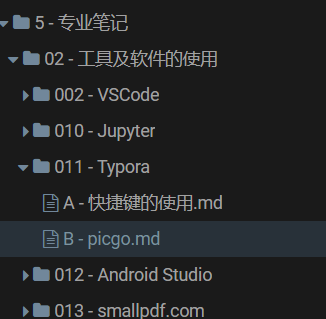 5 - 专业笔记
02 - 工具及软件的使用
002 - VSCode
010 - Jupyter
011 - Typora
A - 快捷键的使用.md
B - picgo.md
012 - Android Studio
013 - smallpdf.com